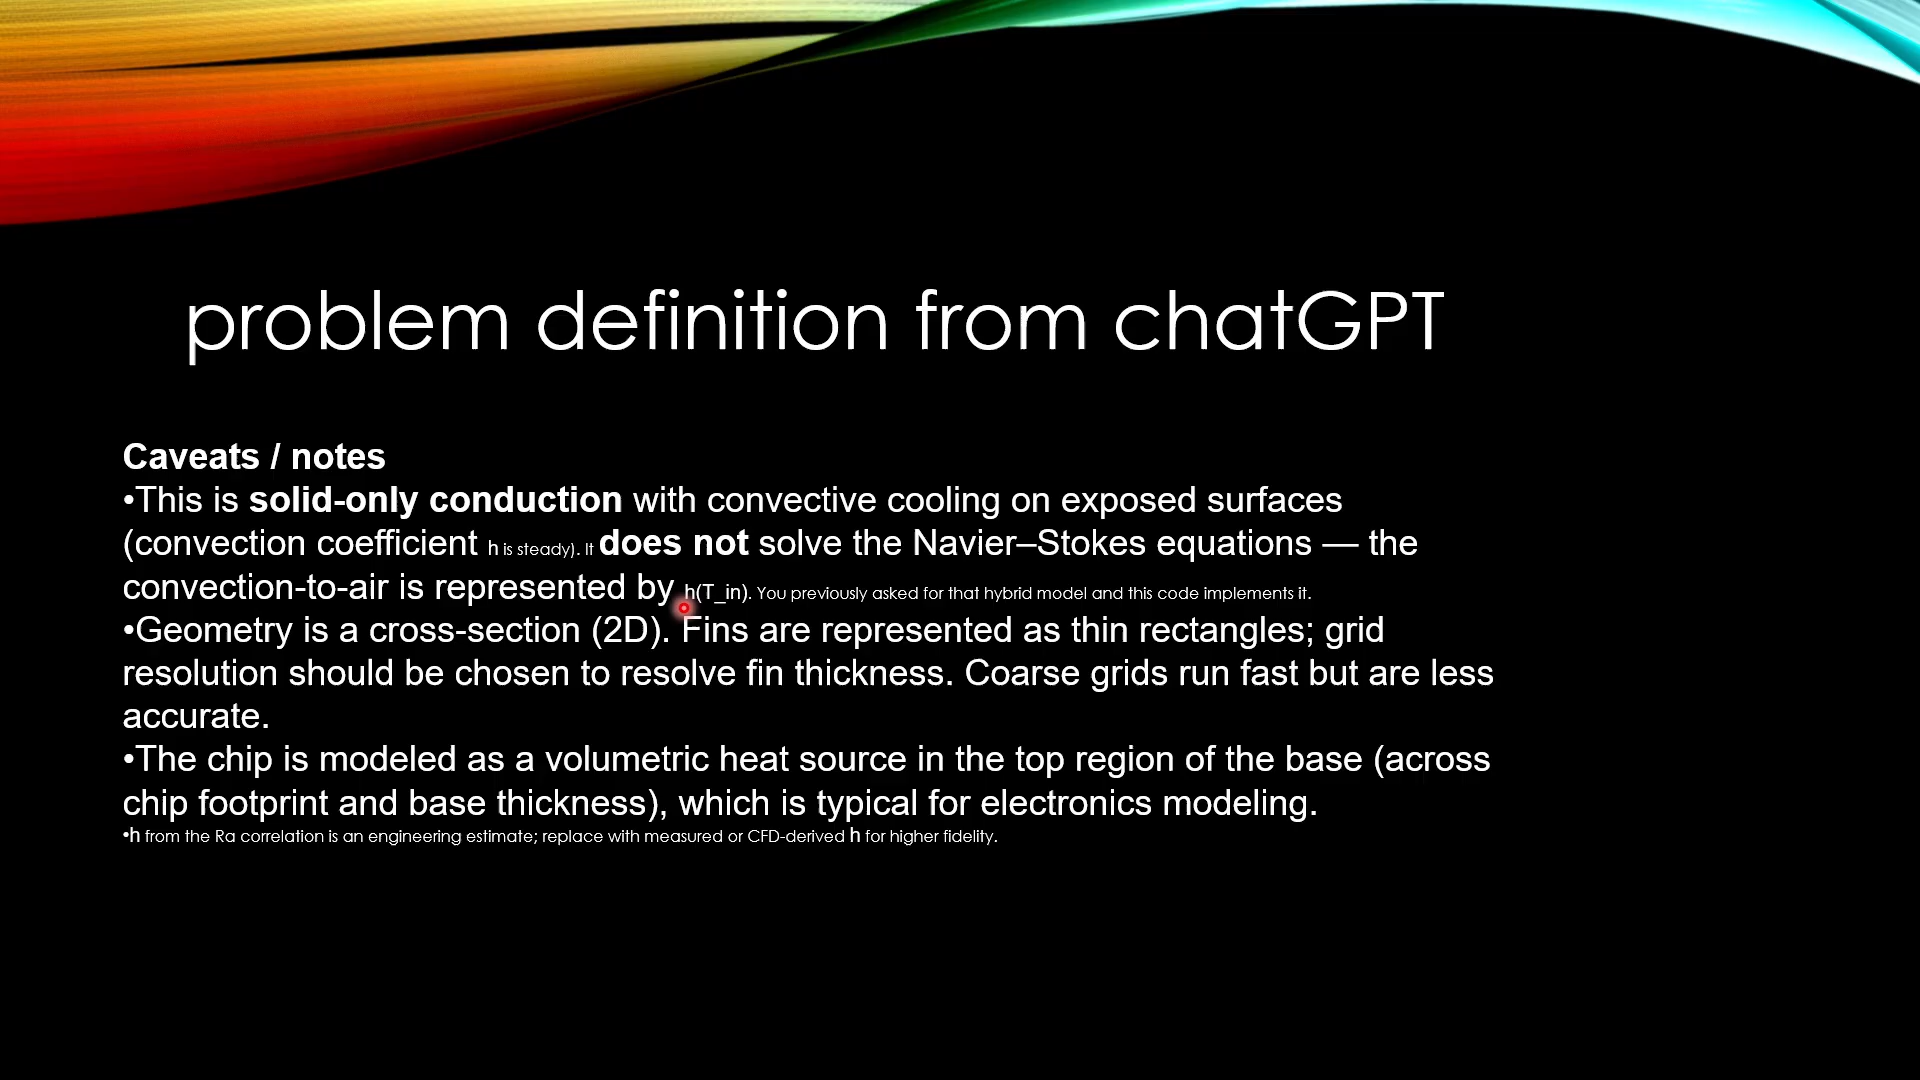 problem definition from chatGPT
Caveats / notes
•This is solid-only conduction with convective cooling on exposed surfaces
(convection coefficient h is steady). It does not solve the Navier–Stokes equations — the
convection-to-air is represented by h(T_in). You previously asked for that hybrid model and this code implements it.
•Geometry is a cross-section (2D). Fins are represented as thin rectangles; grid
resolution should be chosen to resolve fin thickness. Coarse grids run fast but are less
accurate.
•The chip is modeled as a volumetric heat source in the top region of the base (across
chip footprint and base thickness), which is typical for electronics modeling.
•h from the Ra correlation is an engineering estimate; replace with measured or CFD-derived h for higher fidelity.